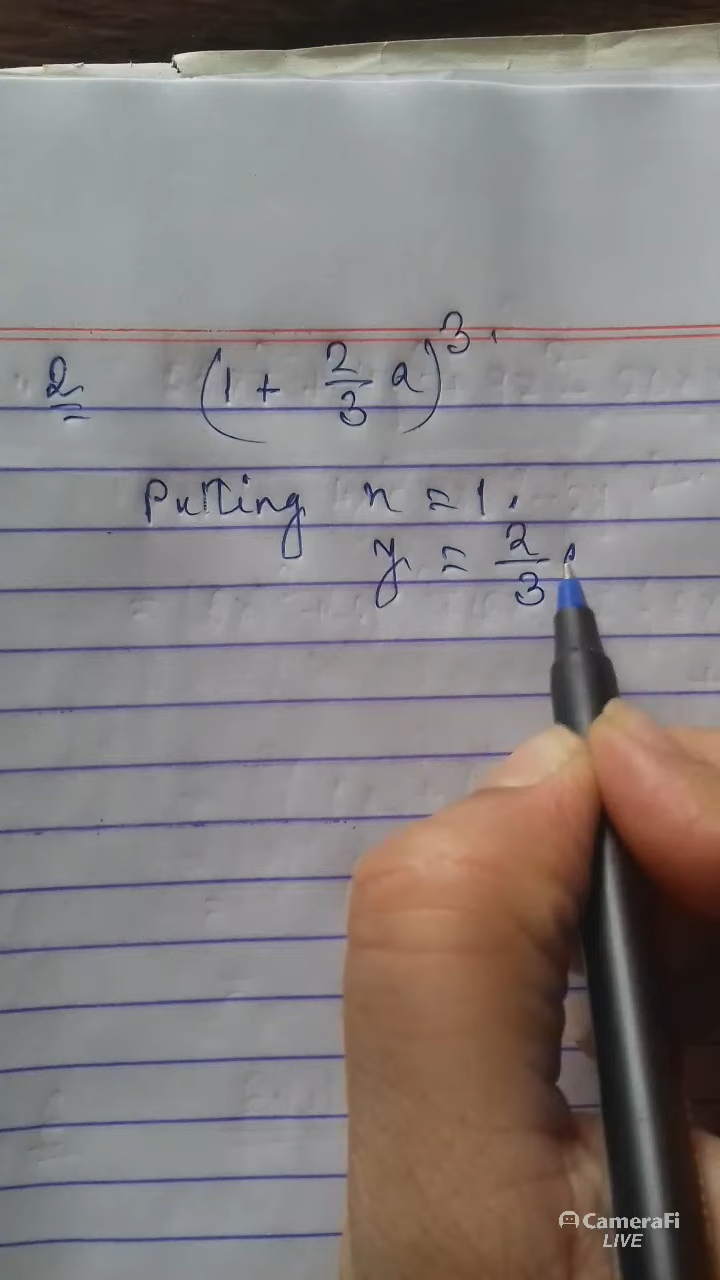 2 (1 + 2/3 a)^3.
Putting x = 1.
y = 2/3
CameraFi
LIVE